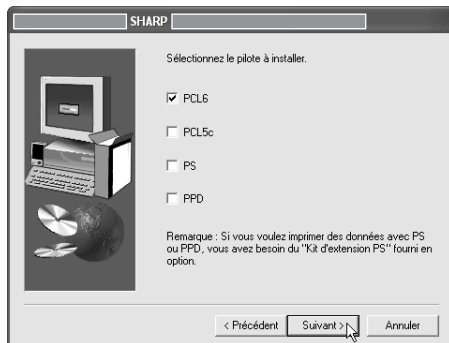 SHARP
Sélectionnez le pilote à installer.
PCL6
PCL5c
PS
PPD
Remarque : Si vous voulez imprimer des données avec PS
ou PPD, vous avez besoin du "Kit d'extension PS" fourni en
option.
< Précédent
Suivant >
Annuler